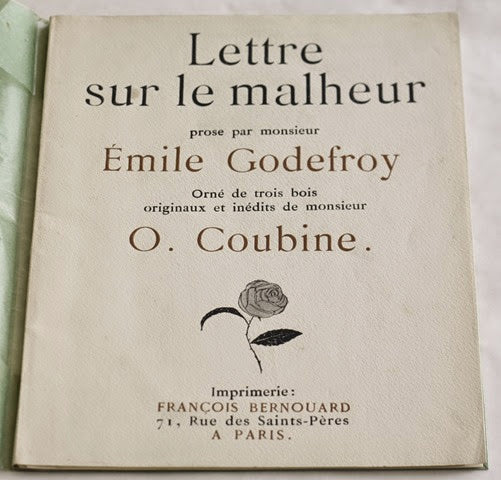 Lettre
sur le malheur
prose par monsieur
Émile Godefroy
Orné de trois bois
originaux et inédits de monsieur
O. Coubine.
Imprimerie:
FRANÇOIS BERNOUARD
71, Rue des Saints-Pères
A PARIS.